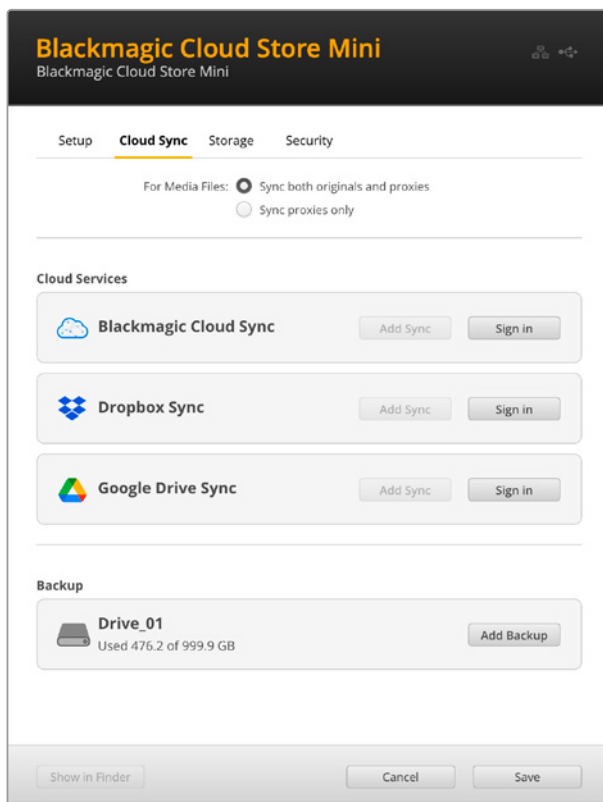 Blackmagic Cloud Store Mini
Blackmagic Cloud Store Mini
Setup Cloud Sync Storage Security
For Media Files: Sync both originals and proxies
Sync proxies only
Cloud Services
Blackmagic Cloud Sync Add Sync Sign in
Dropbox Sync Add Sync Sign in
Google Drive Sync Add Sync Sign in
Backup
Drive_01
Used 476.2 of 999.9 GB Add Backup
Show in Finder Cancel Save